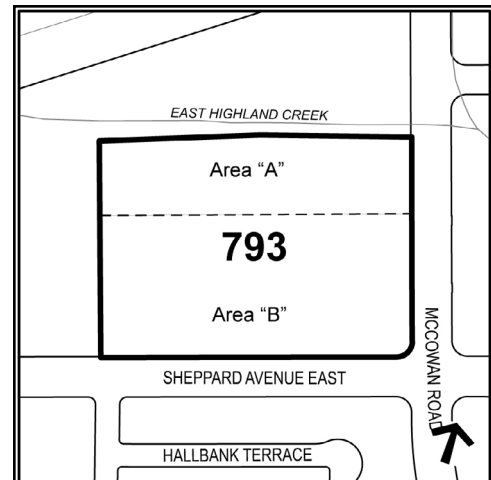 EAST HIGHLAND CREEK
Area “A”
793
Area “B”
MCCOWAN ROAD
SHEPPARD AVENUE EAST
HALLBANK TERRACE